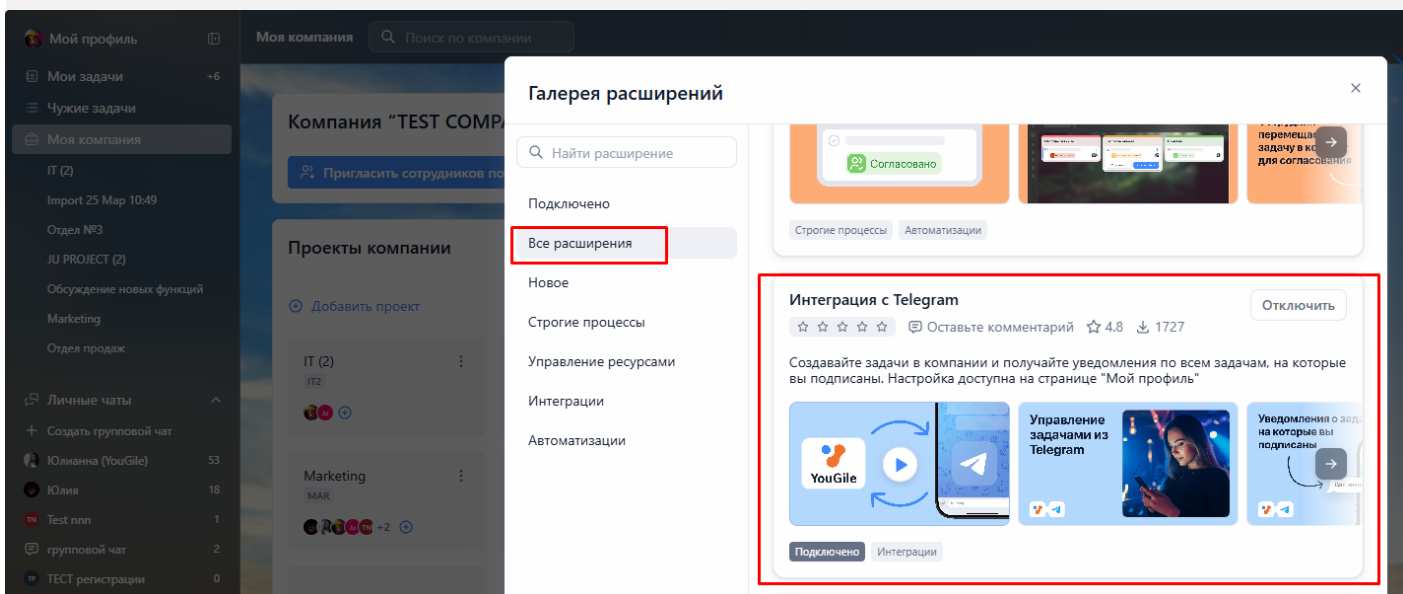 Мой профиль
Мои задачи +6
Чужие задачи
Моя компания
IT (2)
Import 25 Мар 10:49
Отдел №3
JU PROJECT (2)
Обсуждение новых функций
Marketing
Отдел продаж
Личные чаты
Создать групповой чат
Юлианна (YouGile) 53
Юлия 18
Test nnn 1
групповой чат 2
ТЕСТ регистрации 0
Моя компания
Поиск по компании
Компания “TEST COMP
Пригласить сотрудников по
Проекты компании
Добавить проект
IT (2)
IT2
Marketing
MAR
+2
Галерея расширений
Найти расширение
Подключено
Все расширения
Новое
Строгие процессы
Управление ресурсами
Интеграции
Автоматизации
Согласовано
перемещае
задачу в ко
для согласования
Строгие процессы Автоматизации
Интеграция с Telegram
Отключить
Оставьте комментарий 4.8 1727
Создавайте задачи в компании и получайте уведомления по всем задачам, на которые
вы подписаны. Настройка доступна на странице "Мой профиль"
YouGile
Управление
задачами из
Telegram
Уведомления о зада
на которые вы
подписаны
Подключено Интеграции